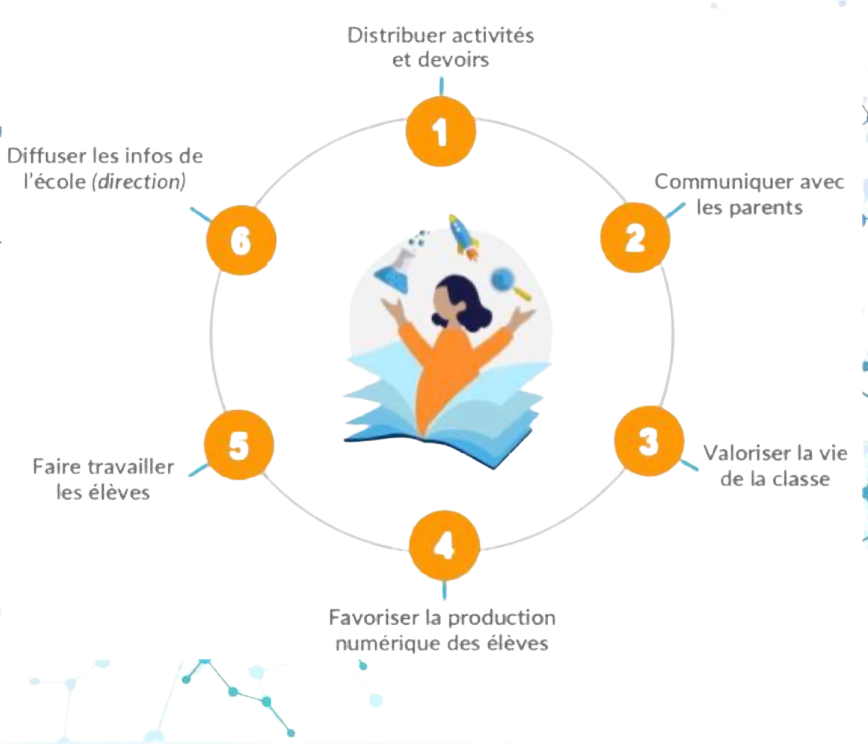 Distribuer activités
et devoirs
1
Communiquer avec
les parents
2
Valoriser la vie
de la classe
3
Favoriser la production
numérique des élèves
4
Faire travailler
les élèves
5
Diffuser les infos de
l'école (direction)
6